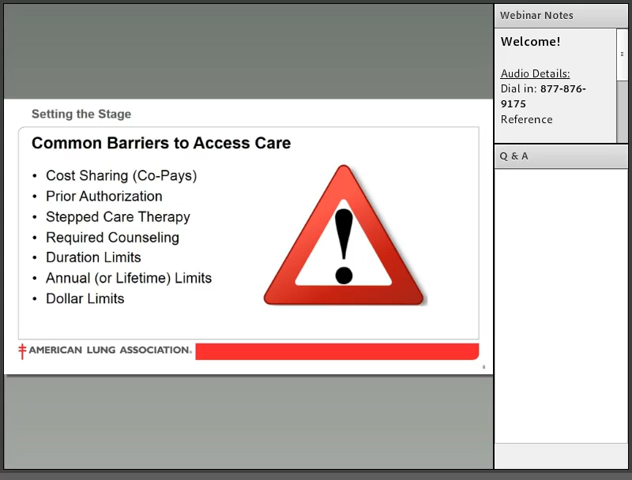 Setting the Stage
Common Barriers to Access Care
• Cost Sharing (Co-Pays)
• Prior Authorization
• Stepped Care Therapy
• Required Counseling
• Duration Limits
• Annual (or Lifetime) Limits
• Dollar Limits
AMERICAN LUNG ASSOCIATION.
Webinar Notes
Welcome!
Audio Details:
Dial in: 877-876-
9175
Reference
Q & A